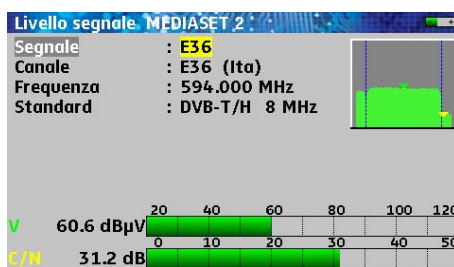 Livello segnale MEDIASET 2
Segnale : E36
Canale : E36 (Ita)
Frequenza : 594.000 MHz
Standard : DVB-T/H 8 MHz
20 40 60 80 100 120
V 60.6 dBµV
0 10 20 30 40 50
C/N 31.2 dB